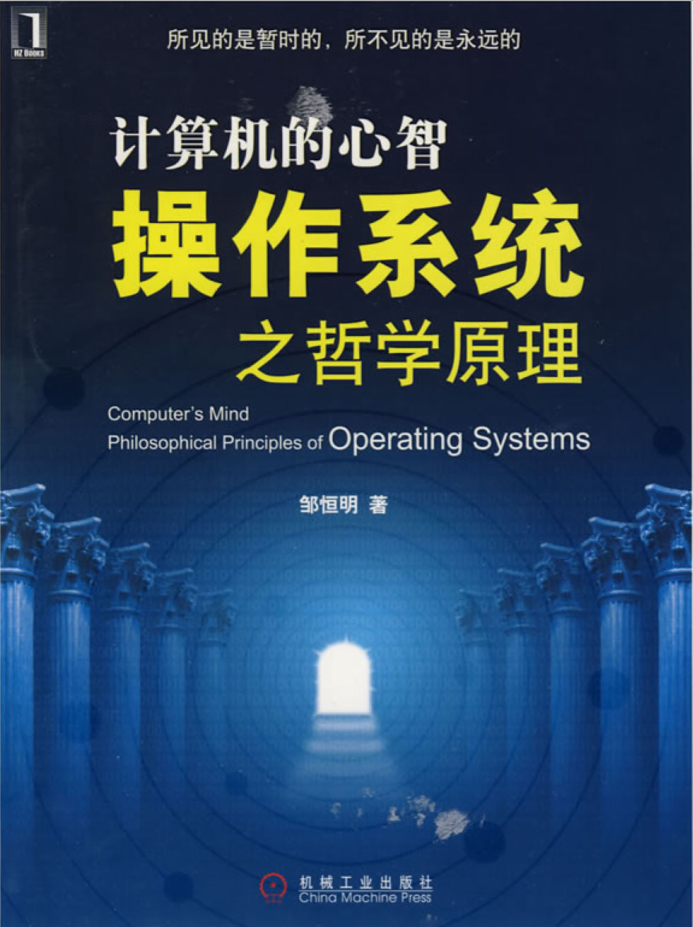 HZ BOOKS
所见的是暂时的，所不见的是永远的
计算机的心智
操作系统
之哲学原理
Computer's Mind
Philosophical Principles of Operating Systems
邹恒明 著
机械工业出版社
China Machine Press